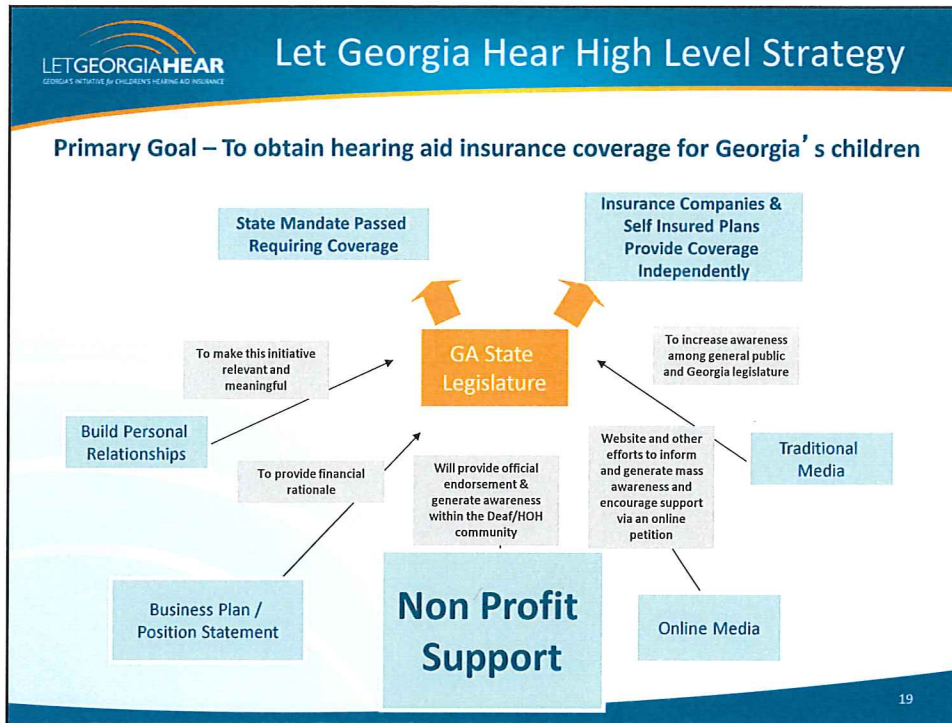 LETGEORGIAHEAR
GEORGIA'S INITIATIVE for CHILDREN'S HEARING AID INSURANCE
Let Georgia Hear High Level Strategy
Primary Goal – To obtain hearing aid insurance coverage for Georgia's children
State Mandate Passed
Requiring Coverage
Insurance Companies &
Self Insured Plans
Provide Coverage
Independently
To make this initiative
relevant and
meaningful
GA State
Legislature
To increase awareness
among general public
and Georgia legislature
Build Personal
Relationships
To provide financial
rationale
Will provide official
endorsement &
generate awareness
within the Deaf/HOH
community
Website and other
efforts to inform
and generate mass
awareness and
encourage support
via an online
petition
Traditional
Media
Business Plan /
Position Statement
Non Profit
Support
Online Media
19